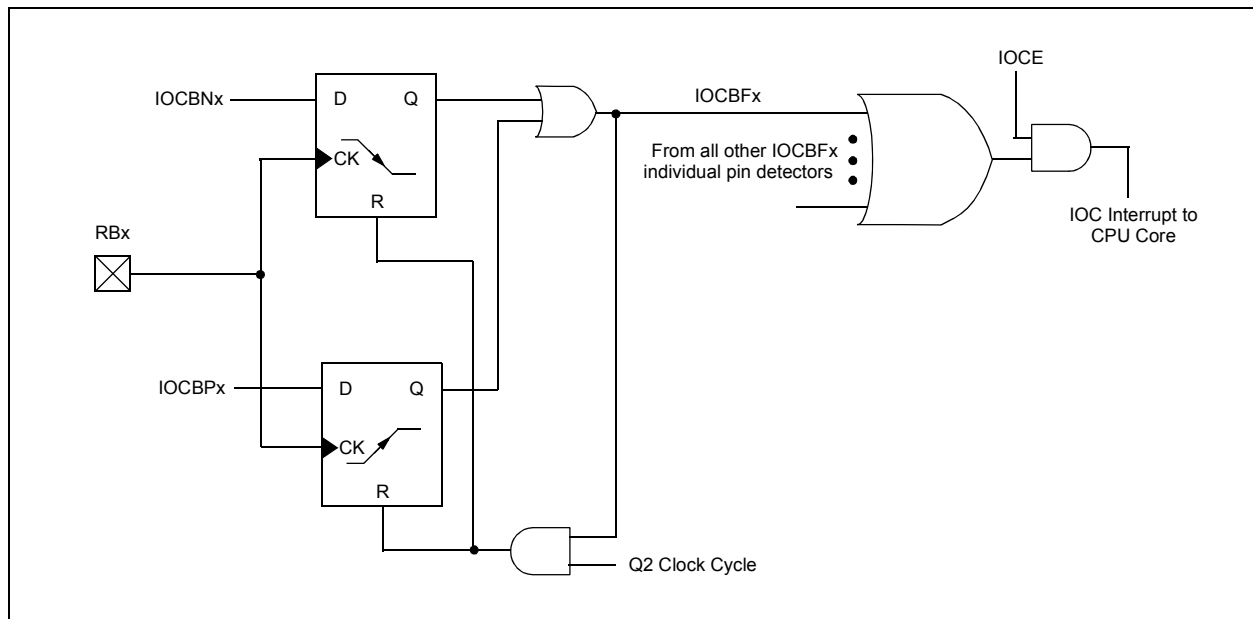 IOCE
IOCBNx
D
Q
IOCBFx
CK
From all other IOCBFx
individual pin detectors
R
IOC Interrupt to
CPU Core
RBx
IOCBPx
D
Q
CK
R
Q2 Clock Cycle